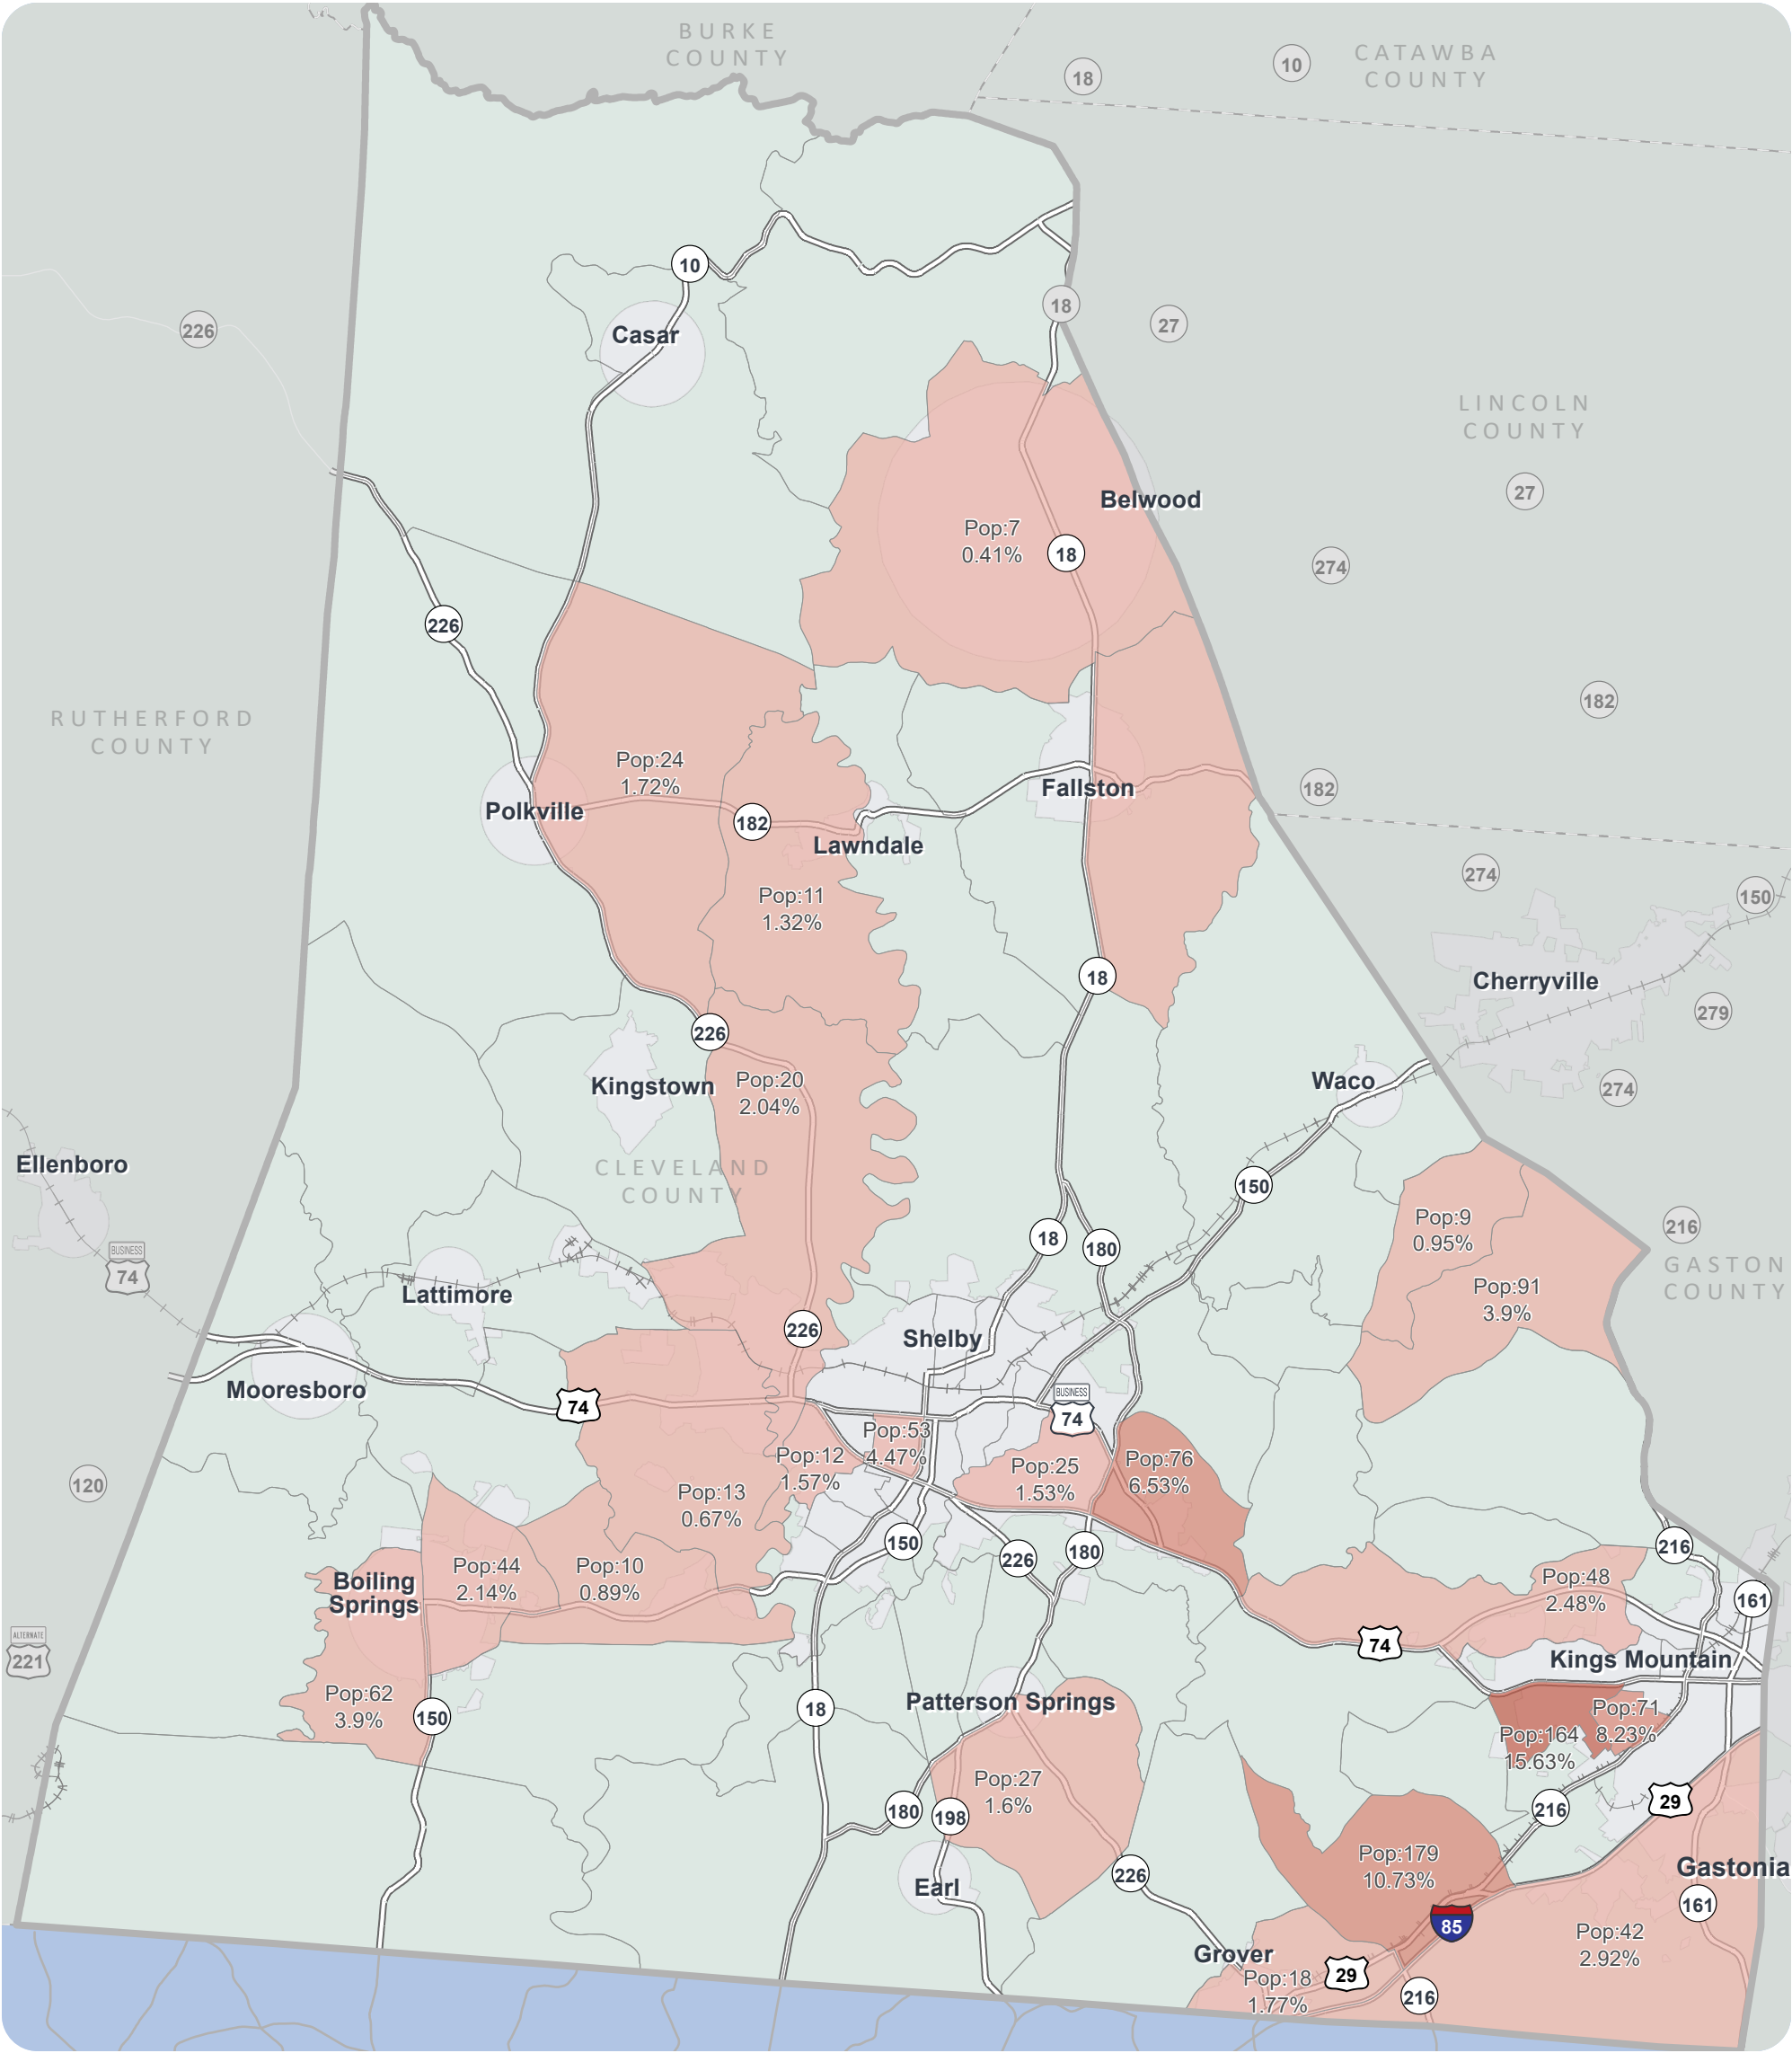 BURKE
COUNTY
CATAWBA
COUNTY
10
18
10
18
226
Casar
27
LINCOLN
COUNTY
27
Belwood
Pop:7
0.41%
18
274
226
182
RUTHERFORD
COUNTY
Pop:24
1.72%
Fallston
182
Polkville
182
Lawndale
274
150
Pop:11
1.32%
18
Cherryville
279
226
Kingstown
Pop:20
2.04%
Waco
274
Ellenboro
CLEVELAND
COUNTY
150
BUSINESS
74
18
180
216
Pop:9
0.95%
GASTON
COUNTY
Pop:91
3.9%
Lattimore
226
Shelby
Mooresboro
74
BUSINESS
74
Pop:53
4.47%
Pop:12
1.57%
Pop:25
1.53%
Pop:76
6.53%
120
Pop:13
0.67%
150
226
180
216
Pop:44
2.14%
Pop:10
0.89%
Boiling
Springs
Pop:48
2.48%
161
ALTERNATE
221
74
Kings Mountain
Pop:62
3.9%
150
18
Patterson Springs
Pop:71
8.23%
Pop:164
15.63%
Pop:27
1.6%
180
198
216
29
Pop:179
10.73%
Gastonia
226
Earl
161
85
Pop:42
2.92%
Grover
29
Pop:18
1.77%
216